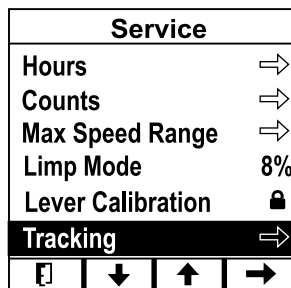 Service
Hours
Counts
Max Speed Range
Limp Mode 8%
Lever Calibration
Tracking